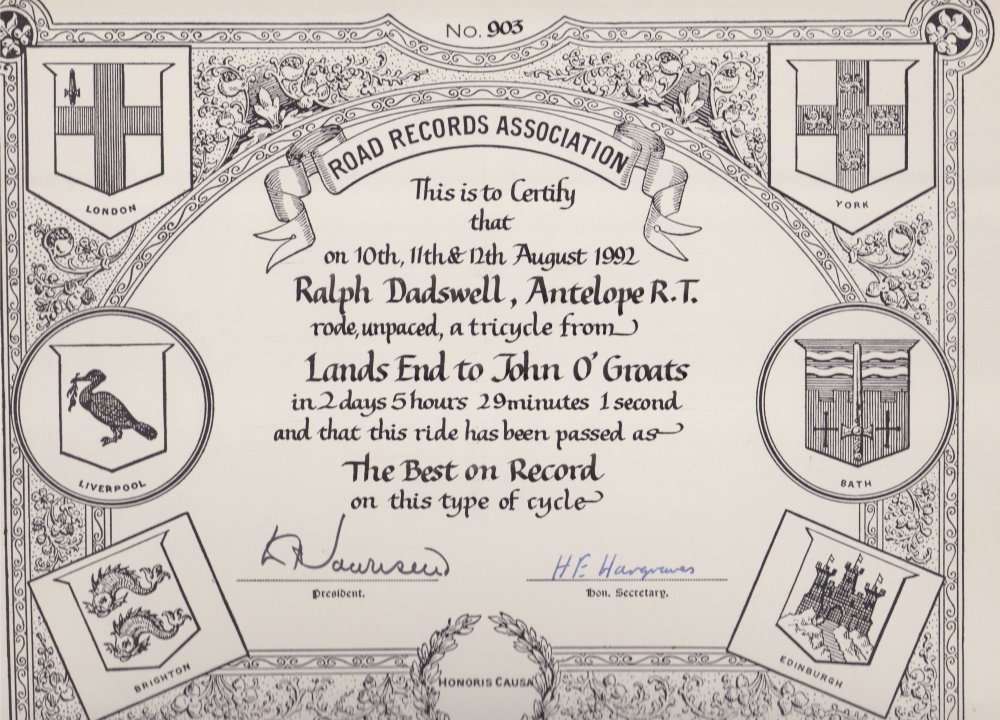 No. 903
ROAD RECORDS ASSOCIATION
This is to Certify
that
on 10th, 11th & 12th August 1992
Ralph Dadswell, Antelope R.T.
rode, unpaced, a tricycle from
Lands End to John O' Groats
in 2 days 5 hours 29 minutes 1 second
and that this ride has been passed as
The Best on Record
on this type of cycle
H.F. Hargraves
President.
Hon. Secretary.
LONDON
YORK
LIVERPOOL
BATH
BRIGHTON
EDINBURGH
HONORIS CAUSA